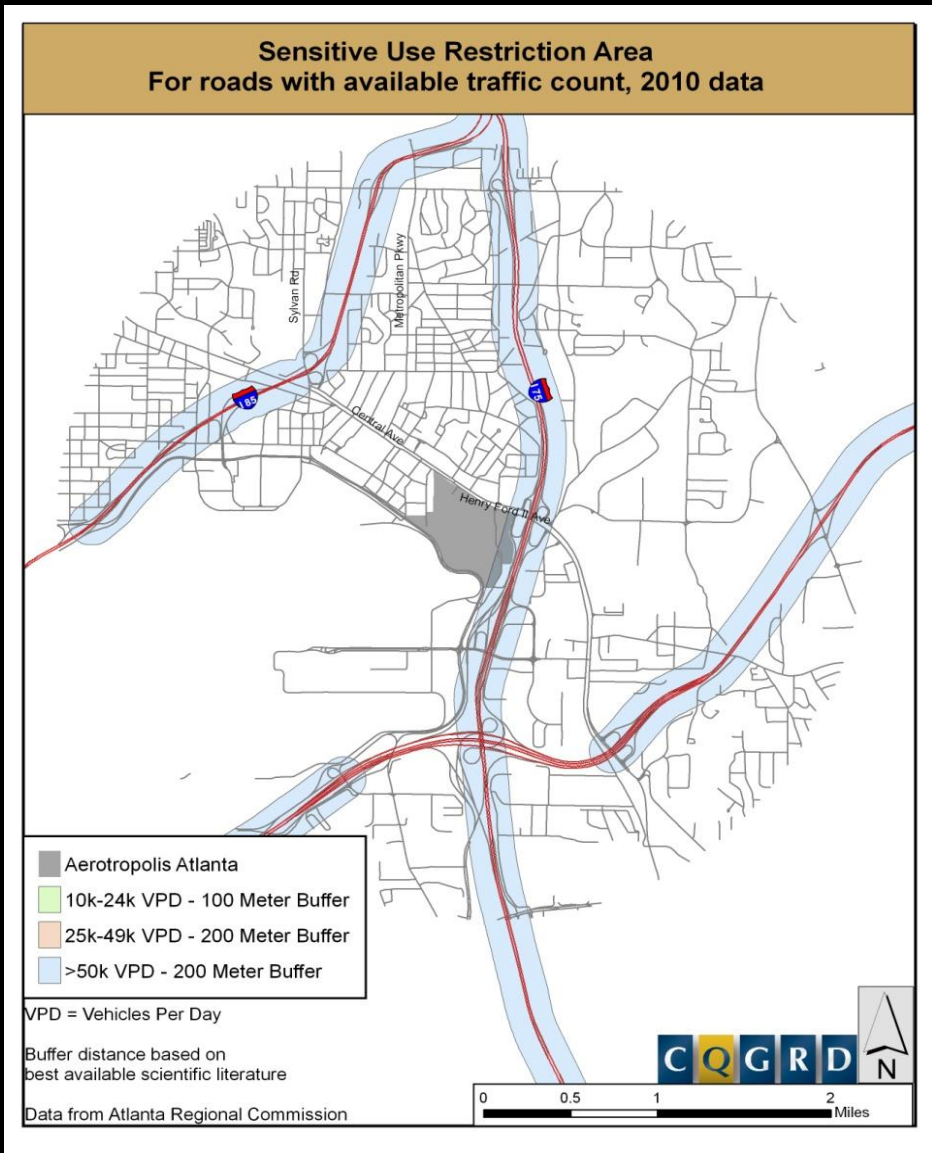 Sensitive Use Restriction Area
For roads with available traffic count, 2010 data
Sylvan Rd
Metropolitan Pkwy
I 85
I 75
Central Ave
Henry Ford II Ave
Aerotropolis Atlanta
10k-24k VPD - 100 Meter Buffer
25k-49k VPD - 200 Meter Buffer
>50k VPD - 200 Meter Buffer
VPD = Vehicles Per Day
Buffer distance based on
best available scientific literature
Data from Atlanta Regional Commission
C Q G R D
N
0 0.5 1 2
Miles